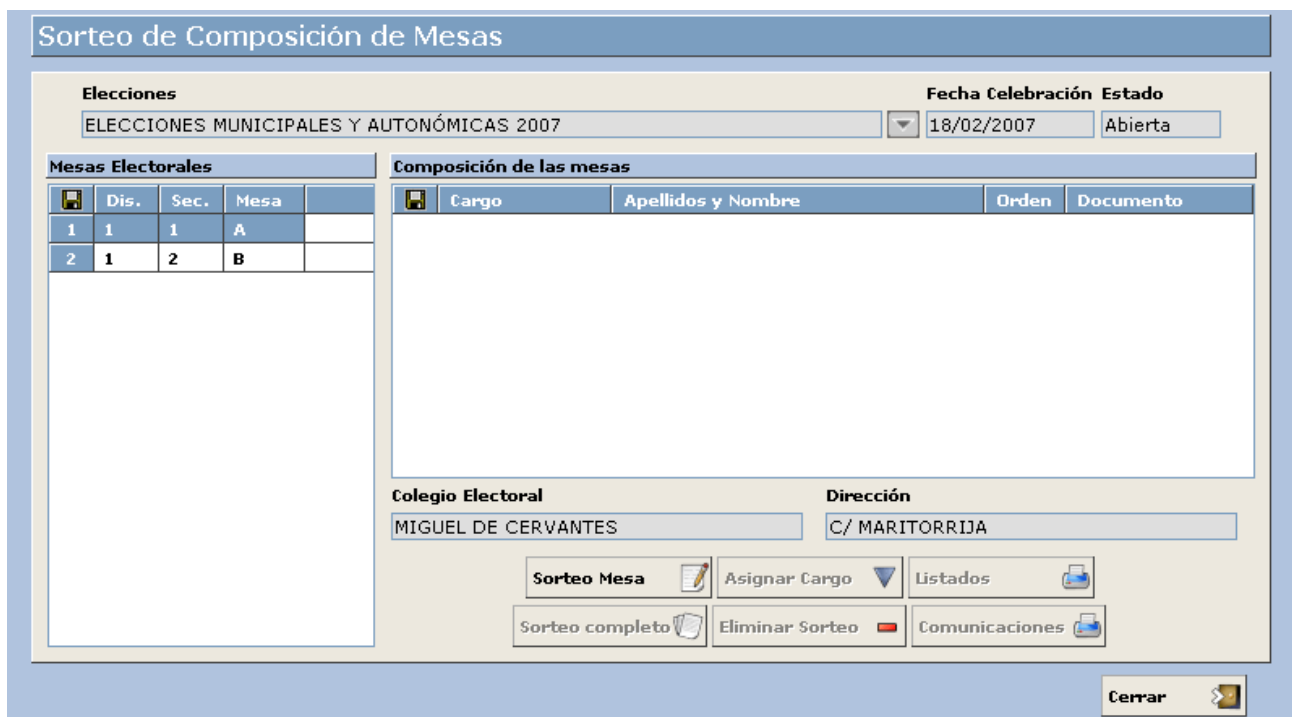 Sorteo de Composición de Mesas
Elecciones Fecha Celebración Estado
ELECCIONES MUNICIPALES Y AUTONÓMICAS 2007 18/02/2007 Abierta
Mesas Electorales Composición de las mesas
Dis. Sec. Mesa Cargo Apellidos y Nombre Orden Documento
1 1 1 A
2 1 2 B
Colegio Electoral Dirección
MIGUEL DE CERVANTES C/ MARITORRIJA
Sorteo Mesa Asignar Cargo Listados
Sorteo completo Eliminar Sorteo Comunicaciones
Cerrar